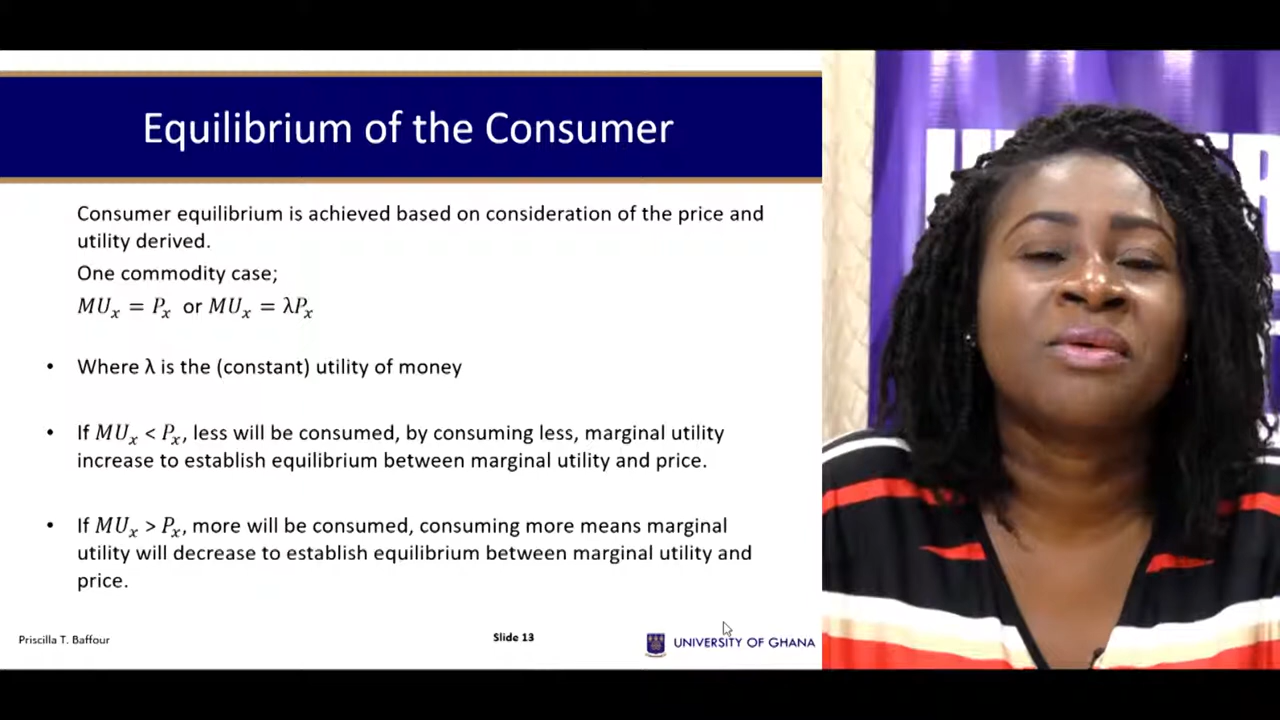 Equilibrium of the Consumer
Consumer equilibrium is achieved based on consideration of the price and
utility derived.
One commodity case;
MUₓ = Pₓ or MUₓ = λPₓ
• Where λ is the (constant) utility of money
• If MUₓ < Pₓ, less will be consumed, by consuming less, marginal utility
increase to establish equilibrium between marginal utility and price.
• If MUₓ > Pₓ, more will be consumed, consuming more means marginal
utility will decrease to establish equilibrium between marginal utility and
price.
Priscilla T. Baffour
Slide 13
UNIVERSITY OF GHANA